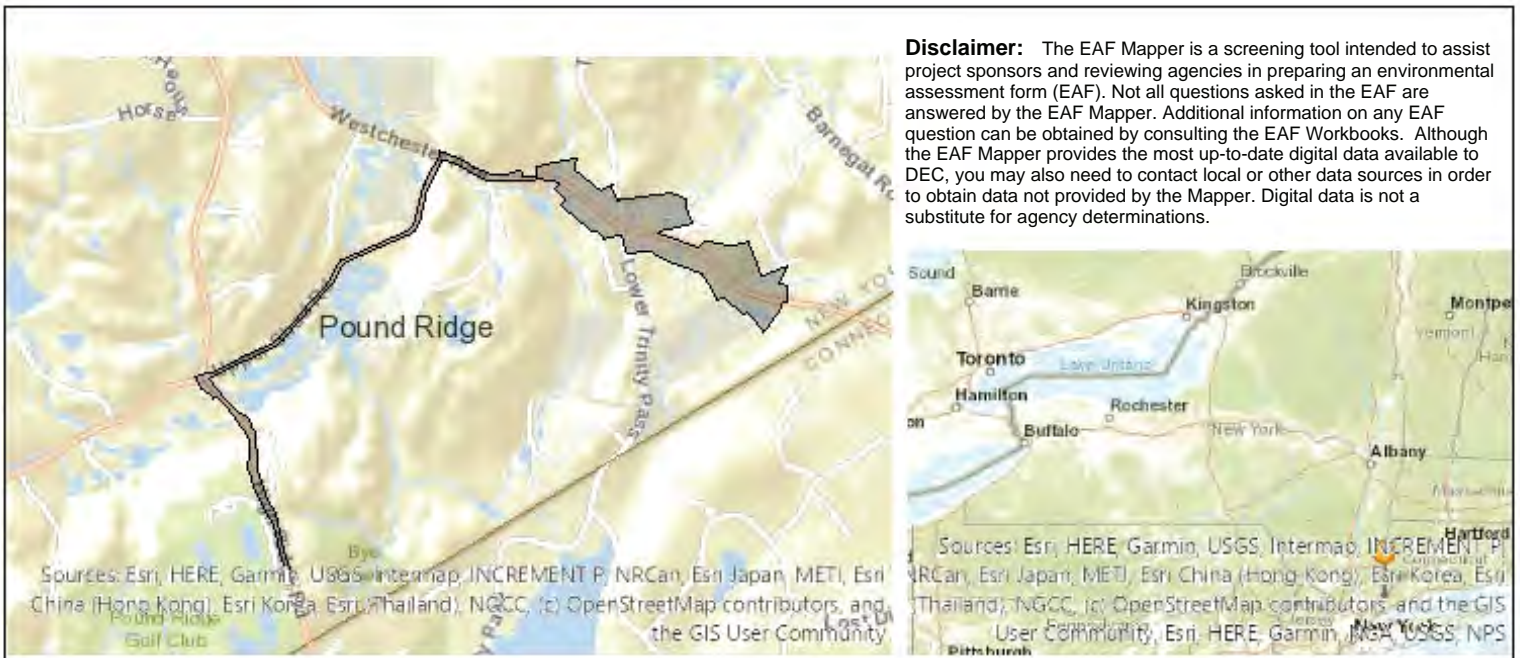 Disclaimer: The EAF Mapper is a screening tool intended to assist
project sponsors and reviewing agencies in preparing an environmental
assessment form (EAF). Not all questions asked in the EAF are
answered by the EAF Mapper. Additional information on any EAF
question can be obtained by consulting the EAF Workbooks. Although
the EAF Mapper provides the most up-to-date digital data available to
DEC, you may also need to contact local or other data sources in order
to obtain data not provided by the Mapper. Digital data is not a
substitute for agency determinations.
Horse
Westchester
Barnegat Ro
Lower Trinity Pass
Pound Ridge
NEW YO
CONNEC
Bye
Pound Ridge
Golf Club
Sources: Esri, HERE, Garmin, USGS, Intermap, INCREMENT P, NRCan, Esri Japan, METI, Esri
China (Hong Kong), Esri Korea, Esri (Thailand), NGCC, (c) OpenStreetMap contributors, and
the GIS User Community
Sound
Barrie
Brockville
Kingston
Montpe
Vermont
Toronto
Lake Ontario
Hamilton
Rochester
on
Buffalo
New York
Albany
Hartford
Connecticut
Sources: Esri, HERE, Garmin, USGS, Intermap, INCREMENT P,
NRCan, Esri Japan, METI, Esri China (Hong Kong), Esri Korea, Esri
(Thailand), NGCC, (c) OpenStreetMap contributors, and the GIS
User Community, Esri, HERE, Garmin, NGA, USGS, NPS
Pennsylvania
New York
Pittsburgh